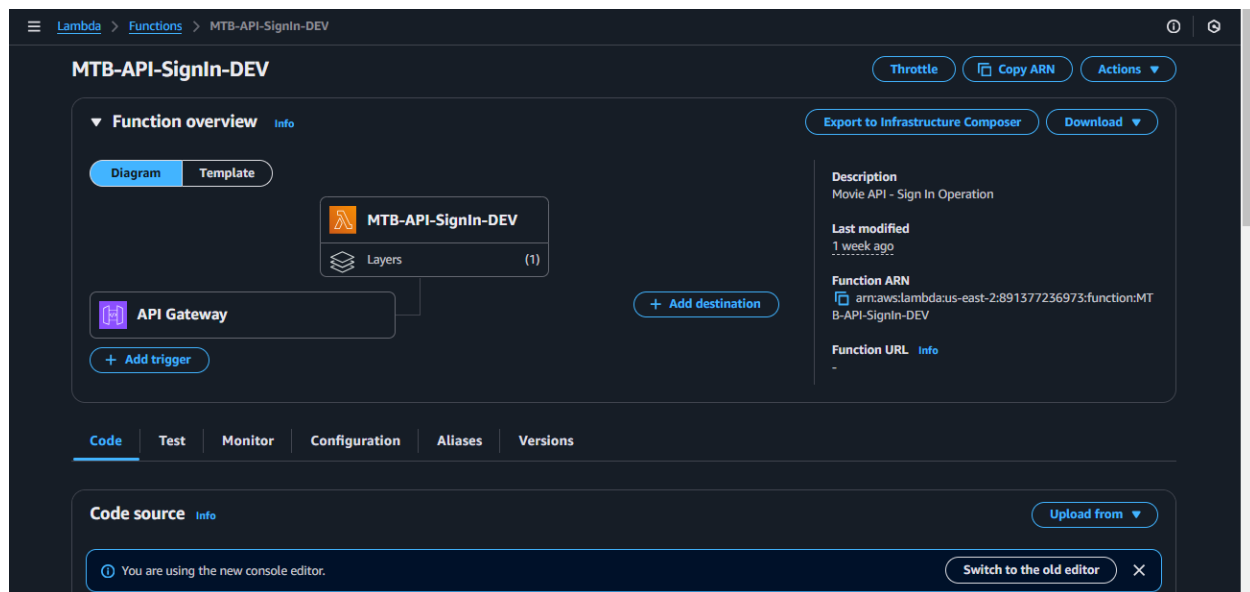 Lambda > Functions > MTB-API-SignIn-DEV
MTB-API-SignIn-DEV
Throttle
Copy ARN
Actions
Function overview Info
Export to Infrastructure Composer
Download
Diagram
Template
MTB-API-SignIn-DEV
Layers (1)
API Gateway
+ Add trigger
+ Add destination
Description
Movie API - Sign In Operation
Last modified
1 week ago
Function ARN
arn:aws:lambda:us-east-2:891377236973:function:MT
B-API-SignIn-DEV
Function URL Info
-
Code
Test
Monitor
Configuration
Aliases
Versions
Code source Info
Upload from
You are using the new console editor.
Switch to the old editor